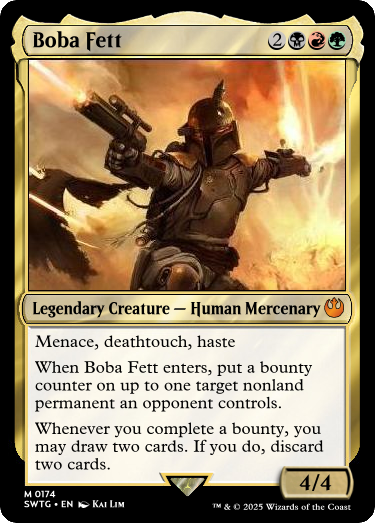 Boba Fett 2
Legendary Creature — Human Mercenary
Menace, deathtouch, haste
When Boba Fett enters, put a bounty
counter on up to one target nonland
permanent an opponent controls.
Whenever you complete a bounty, you
may draw two cards. If you do, discard
two cards.
4/4
M 0174
SWTG • EN Kai Lim
™ & © 2025 Wizards of the Coast